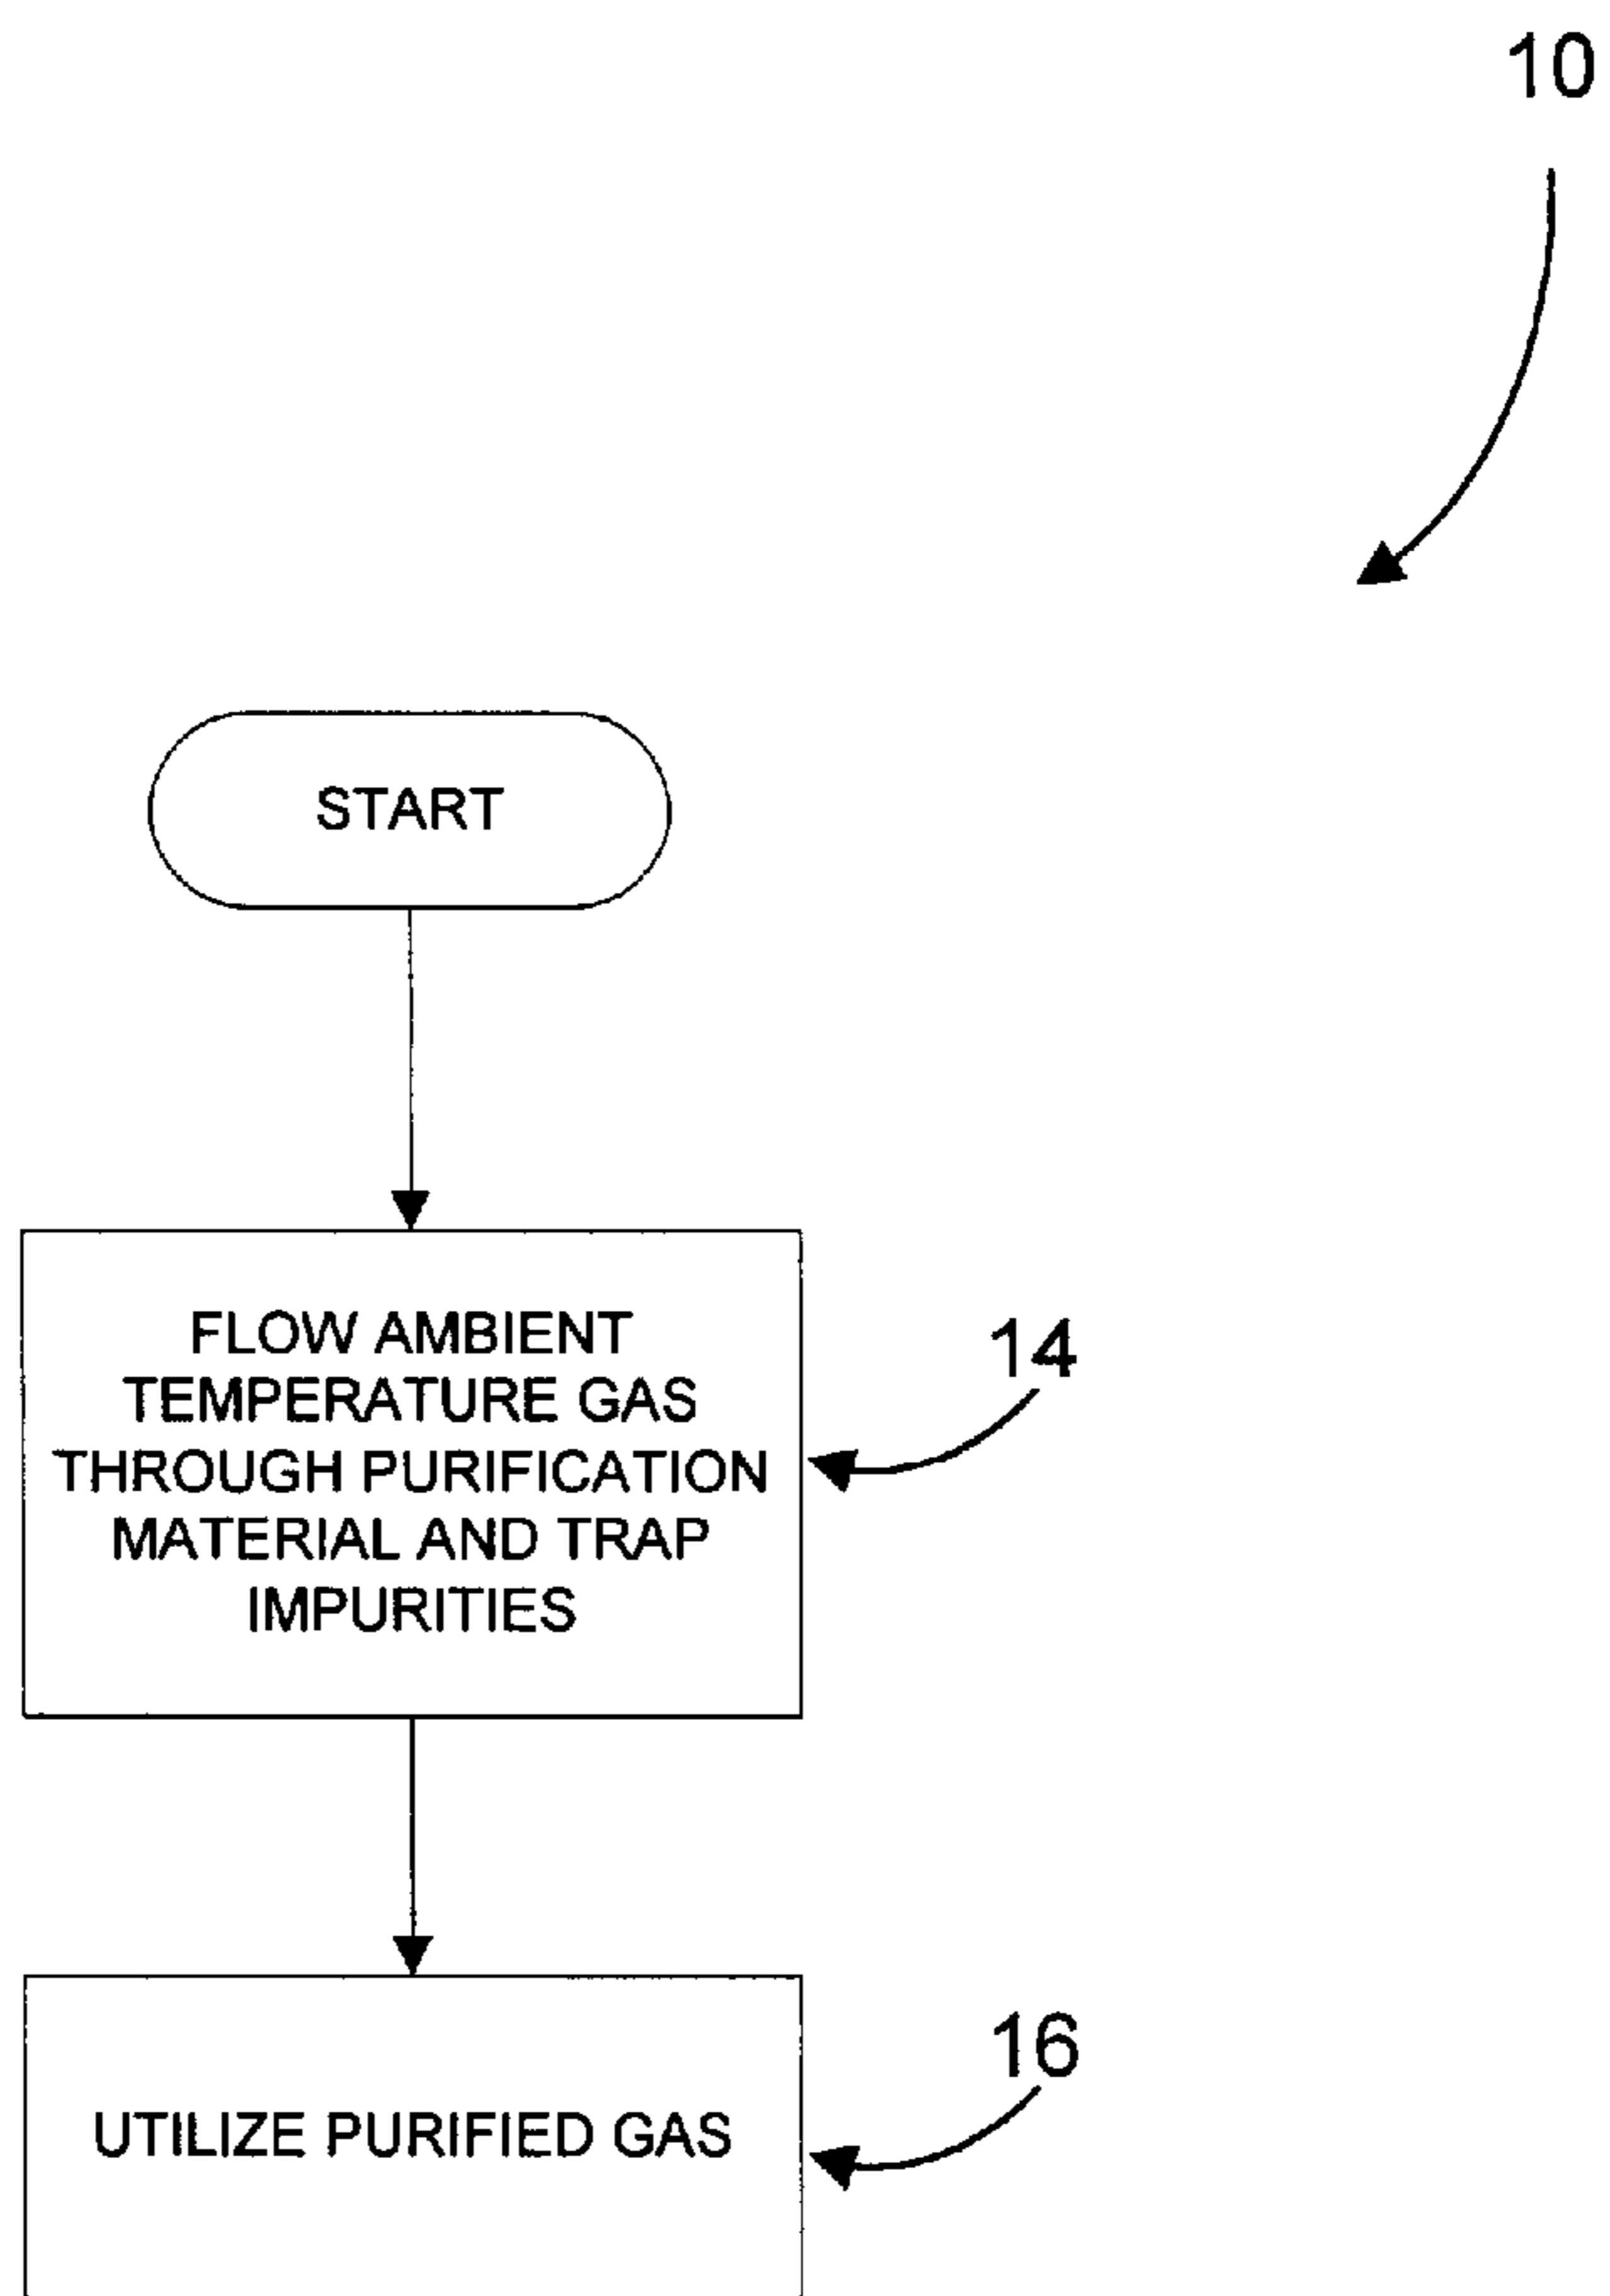 10
START
FLOW AMBIENT
TEMPERATURE GAS
THROUGH PURIFICATION
MATERIAL AND TRAP
IMPURITIES
14
UTILIZE PURIFIED GAS
16